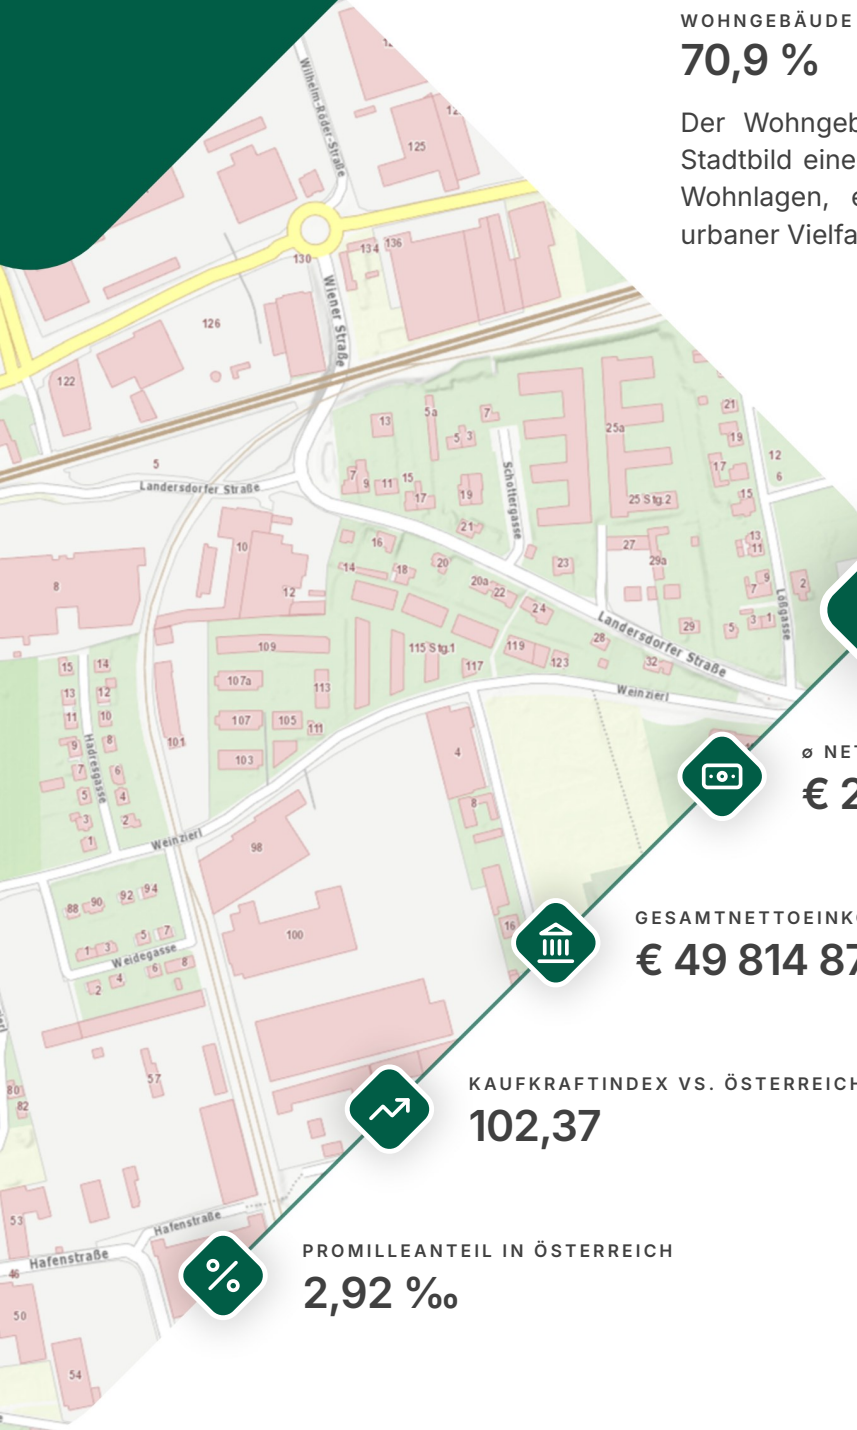 WOHNGEBÄUDE
70,9 %
Der Wohngeb
Stadtbild eine
Wohnlagen, e
urbaner Vielfa
Wilhelm-Röder-Straße
125
134 136
130
Wiener Straße
126
122
5
Landersdorfer Straße
13
5a
7
5 3
25a
21
19
17
15
12
6
7 9 11 15
17
19
21
Schottergasse
25 Stg.2
27
29a
13
11
9
7
2
8
10
12
16
14
18
20
20a
22
24
23
28
29
5
3 1
Lößgasse
Landersdorfer Straße
32
109
107a
107
105
103
113
111
115 Stg.1
117
119
123
Weinzierl
15
14
13
12
11
10
9
8
7
6
5
4
3
2
1
Hadresgasse
101
4
8
16
Weinzierl
98
100
88 90 92 94
1 3 5 7
Weidegasse
2 4 6 8
57
80
82
53
Hafenstraße
Hafenstraße
46
50
54
ø NET
€ 2
GESAMTNETTOEINKO
€ 49 814 87
KAUFKRAFTINDEX VS. ÖSTERREICH
102,37
PROMILLEANTEIL IN ÖSTERREICH
2,92 ‰